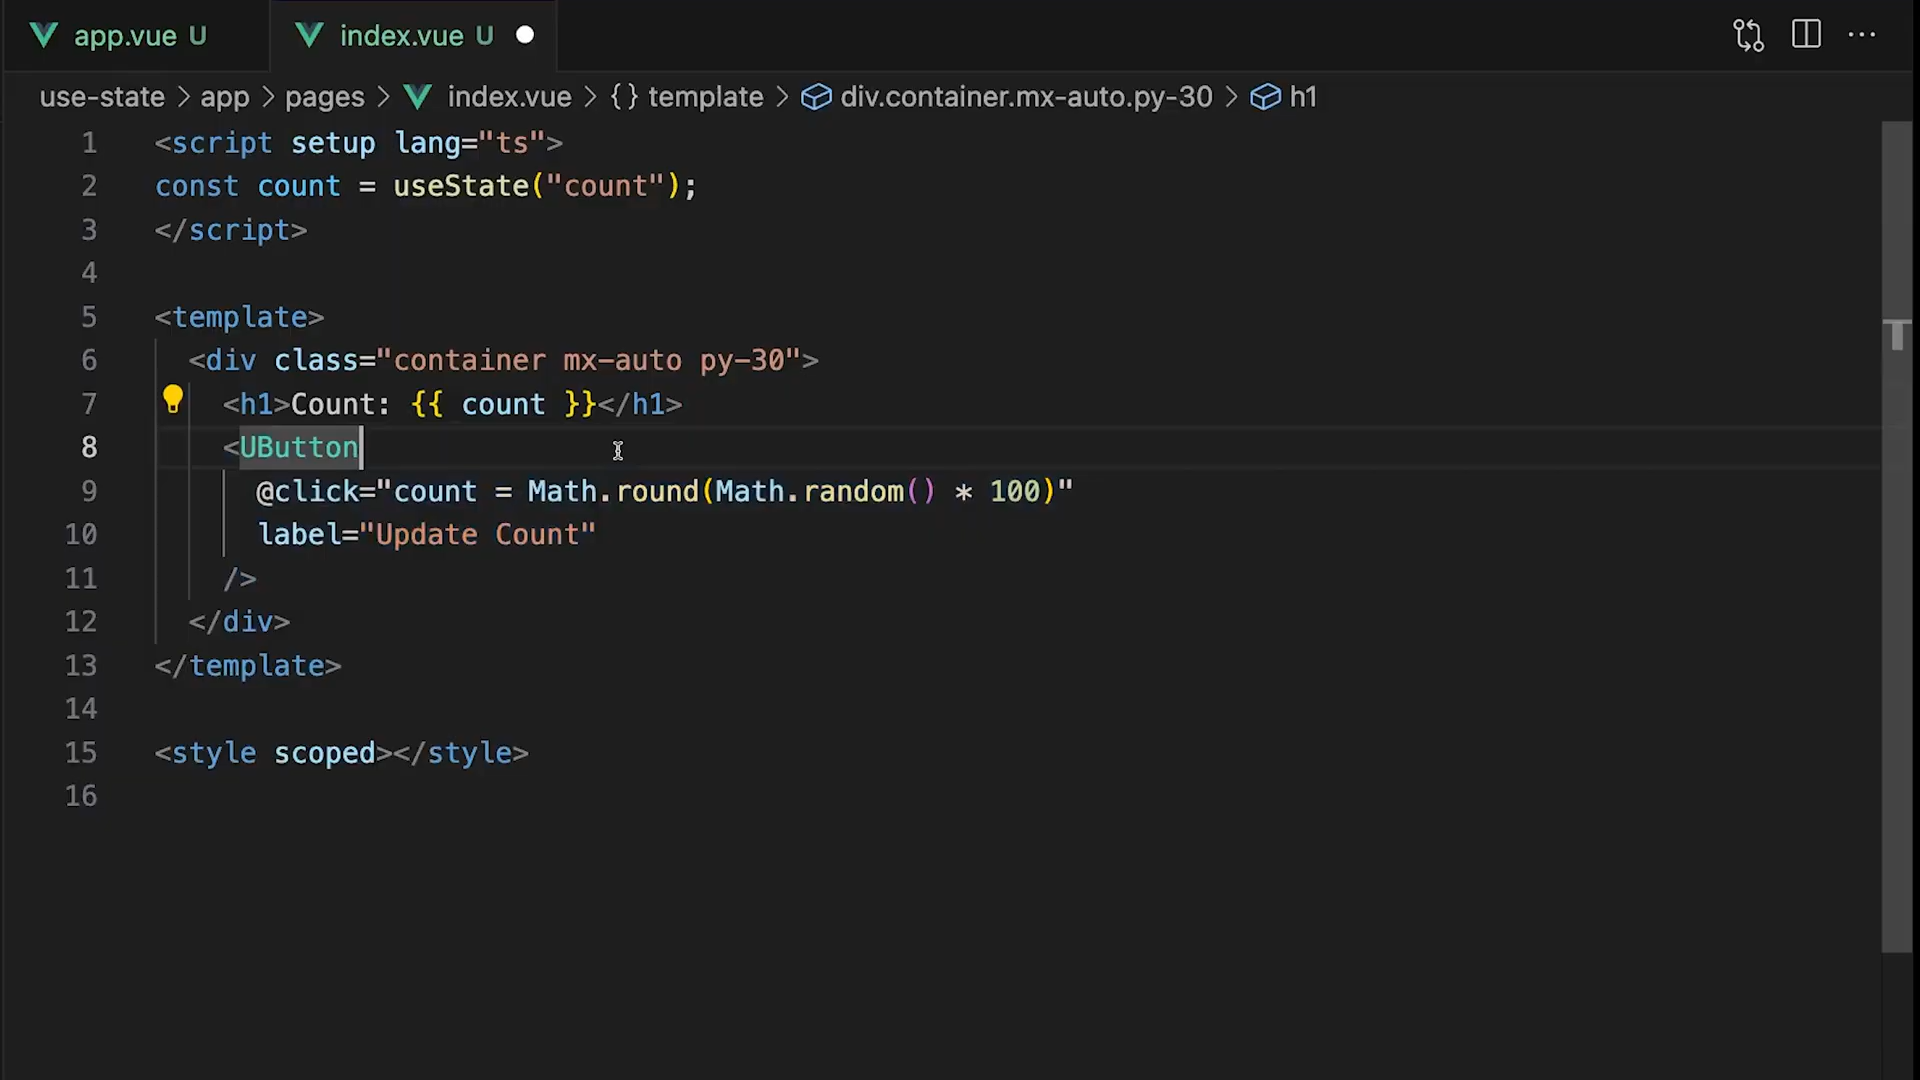 app.vue U
index.vue U
use-state > app > pages > index.vue > {} template > div.container.mx-auto.py-30 > h1
1 <script setup lang="ts">
2 const count = useState("count");
3 </script>
4
5 <template>
6 <div class="container mx-auto py-30">
7 <h1>Count: {{ count }}</h1>
8 <UButton
9 @click="count = Math.round(Math.random() * 100)"
10 label="Update Count"
11 />
12 </div>
13 </template>
14
15 <style scoped></style>
16